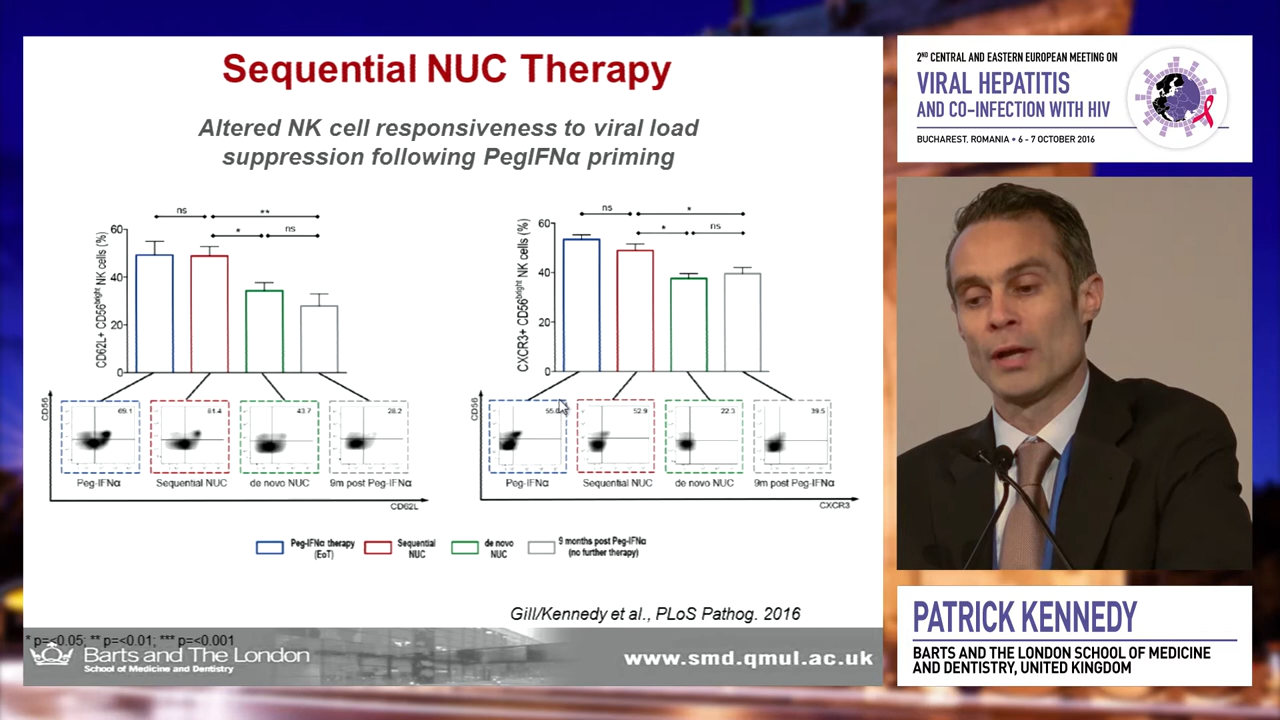 Sequential NUC Therapy
Altered NK cell responsiveness to viral load
suppression following PegIFNα priming
CD62L+ CD56bright NK cells (%)
60
40
20
0
ns
**
*
ns
CXCR3+ CD56bright NK cells (%)
60
40
20
0
ns
*
*
ns
CD56
69.1
61.4
43.7
28.2
Peg-IFNα
Sequential NUC
de novo NUC
9m post Peg-IFNα
CD62L
CD56
52.9
22.3
39.5
Peg-IFNα
Sequential NUC
de novo NUC
9m post Peg-IFNα
CXCR3
Peg-IFNα therapy
(EoT)
Sequential
NUC
de novo
NUC
9 months post Peg-IFNα
(no further therapy)
Gill/Kennedy et al., PLoS Pathog. 2016
* p=<0.05; ** p=<0.01; *** p=<0.001
Barts and The London
School of Medicine and Dentistry
www.smd.qmul.ac.uk
2ND CENTRAL AND EASTERN EUROPEAN MEETING ON
VIRAL HEPATITIS
AND CO-INFECTION WITH HIV
BUCHAREST, ROMANIA • 6 - 7 OCTOBER 2016
PATRICK KENNEDY
BARTS AND THE LONDON SCHOOL OF MEDICINE
AND DENTISTRY, UNITED KINGDOM